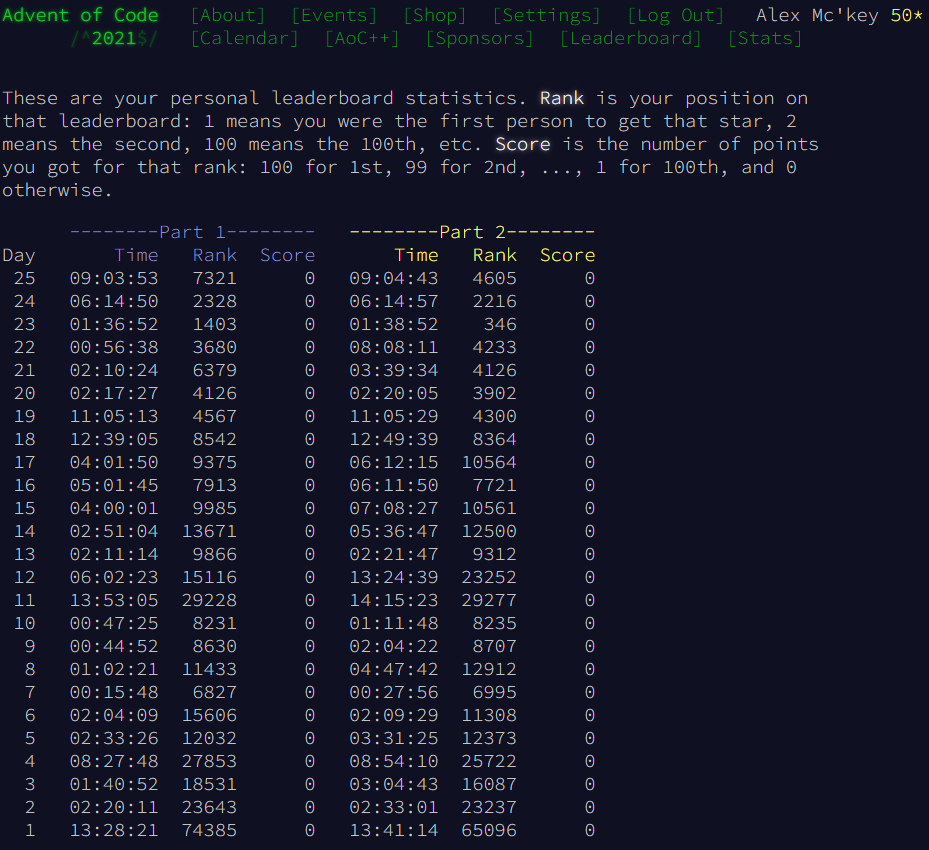 Advent of Code [About] [Events] [Shop] [Settings] [Log Out] Alex Mc'key 50*
/^2021$/ [Calendar] [AoC++] [Sponsors] [Leaderboard] [Stats]
These are your personal leaderboard statistics. Rank is your position on
that leaderboard: 1 means you were the first person to get that star, 2
means the second, 100 means the 100th, etc. Score is the number of points
you got for that rank: 100 for 1st, 99 for 2nd, ..., 1 for 100th, and 0
otherwise.
--------Part 1-------- --------Part 2--------
Day Time Rank Score Time Rank Score
25 09:03:53 7321 0 09:04:43 4605 0
24 06:14:50 2328 0 06:14:57 2216 0
23 01:36:52 1403 0 01:38:52 346 0
22 00:56:38 3680 0 08:08:11 4233 0
21 02:10:24 6379 0 03:39:34 4126 0
20 02:17:27 4126 0 02:20:05 3902 0
19 11:05:13 4567 0 11:05:29 4300 0
18 12:39:05 8542 0 12:49:39 8364 0
17 04:01:50 9375 0 06:12:15 10564 0
16 05:01:45 7913 0 06:11:50 7721 0
15 04:00:01 9985 0 07:08:27 10561 0
14 02:51:04 13671 0 05:36:47 12500 0
13 02:11:14 9866 0 02:21:47 9312 0
12 06:02:23 15116 0 13:24:39 23252 0
11 13:53:05 29228 0 14:15:23 29277 0
10 00:47:25 8231 0 01:11:48 8235 0
9 00:44:52 8630 0 02:04:22 8707 0
8 01:02:21 11433 0 04:47:42 12912 0
7 00:15:48 6827 0 00:27:56 6995 0
6 02:04:09 15606 0 02:09:29 11308 0
5 02:33:26 12032 0 03:31:25 12373 0
4 08:27:48 27853 0 08:54:10 25722 0
3 01:40:52 18531 0 03:04:43 16087 0
2 02:20:11 23643 0 02:33:01 23237 0
1 13:28:21 74385 0 13:41:14 65096 0